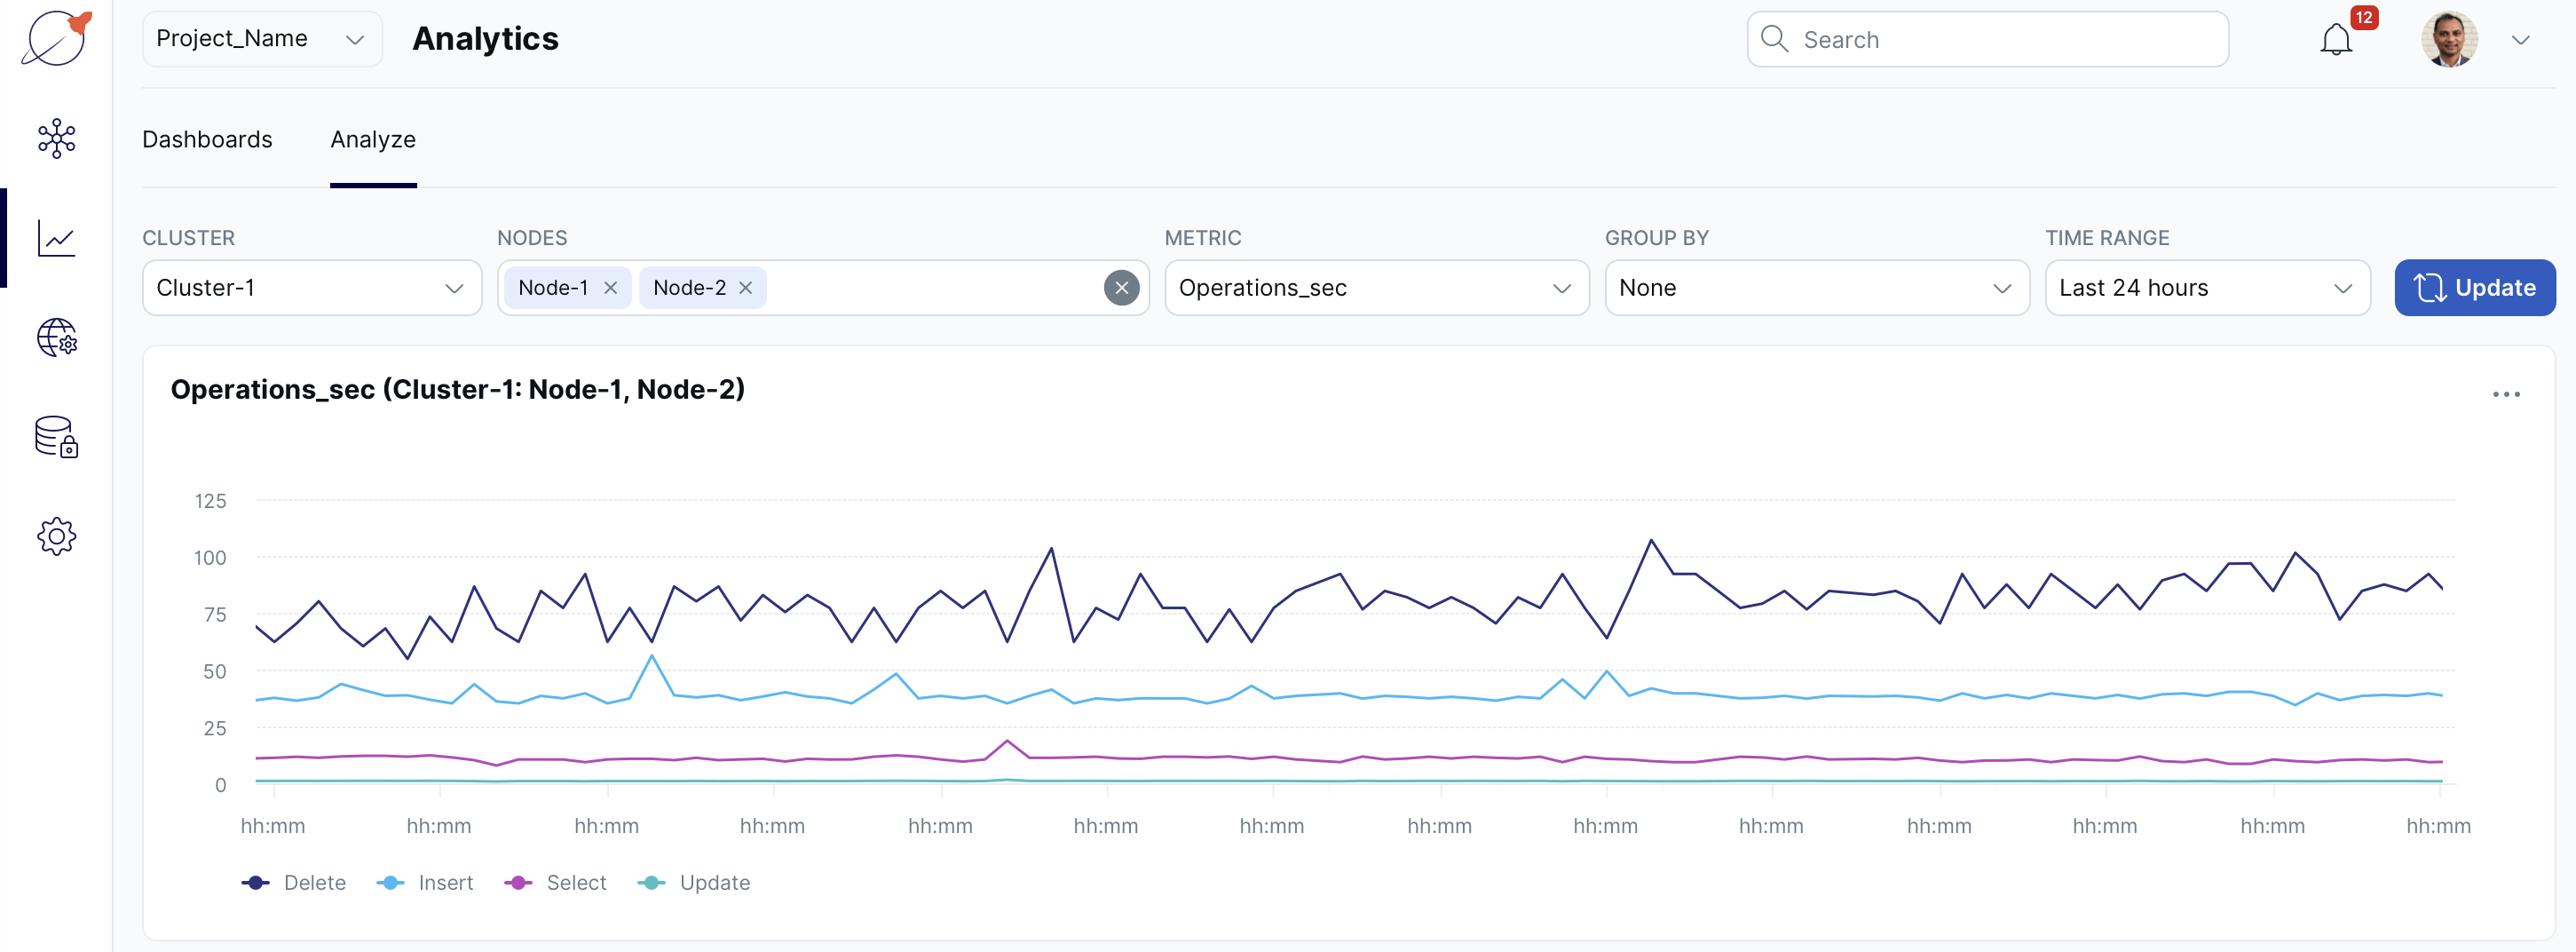 Project_Name
Analytics
Search
12
Dashboards
Analyze
CLUSTER
NODES
METRIC
GROUP BY
TIME RANGE
Cluster-1
Node-1
Node-2
Operations_sec
None
Last 24 hours
Update
Operations_sec (Cluster-1: Node-1, Node-2)
125
100
75
50
25
0
hh:mm hh:mm hh:mm hh:mm hh:mm hh:mm hh:mm hh:mm hh:mm hh:mm hh:mm hh:mm hh:mm hh:mm
Delete Insert Select Update